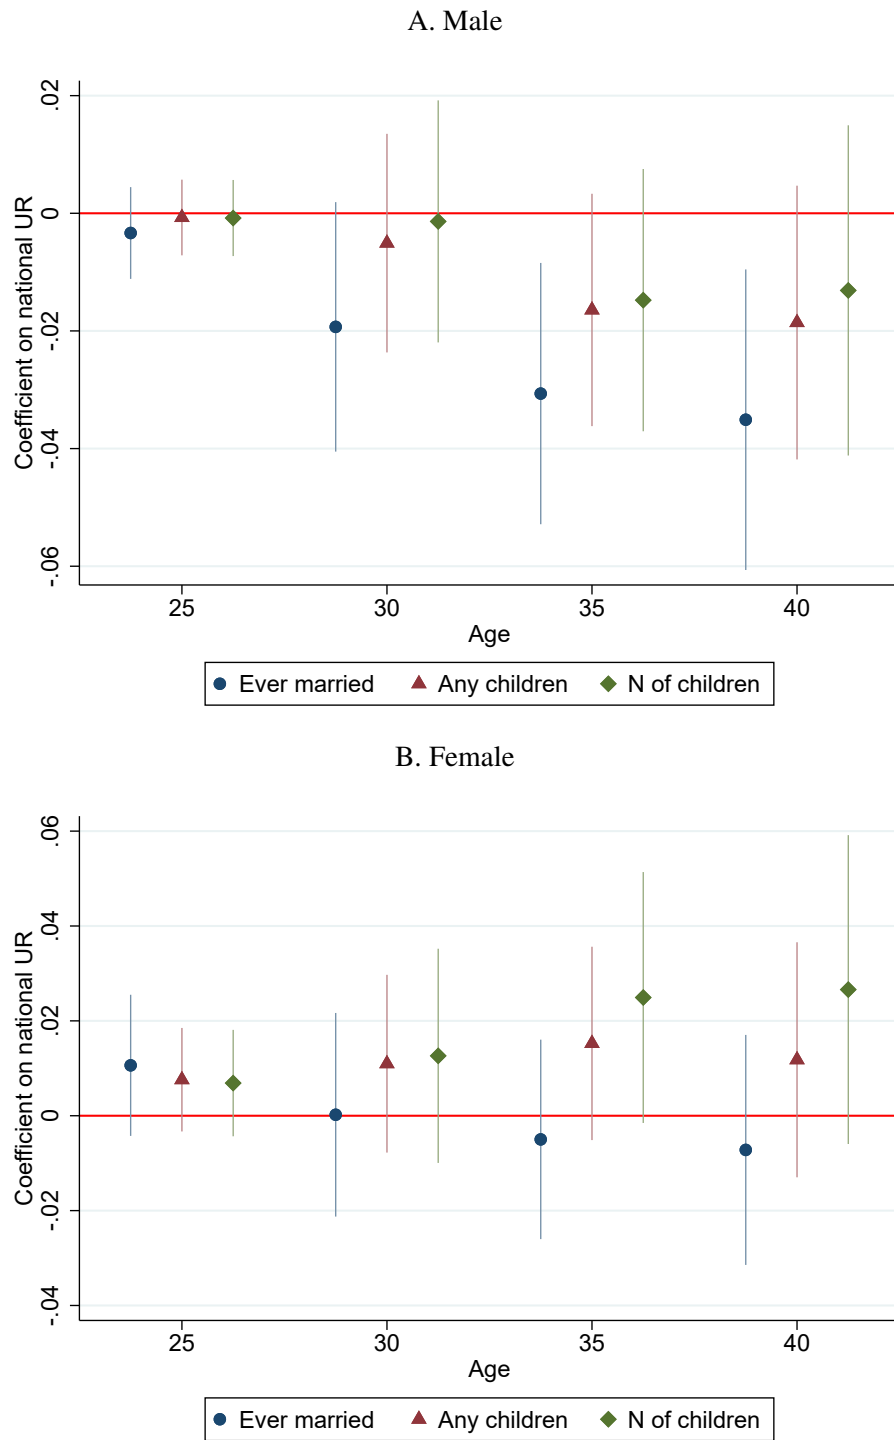 A. Male
Coefficient on national UR
.02
0
-.02
-.04
-.06
25 30 35 40
Age
Ever married Any children N of children
B. Female
Coefficient on national UR
.06
.04
.02
0
-.02
-.04
25 30 35 40
Age
Ever married Any children N of children